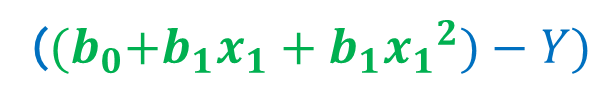 ((b₀+b₁x₁ + b₁x₁²) − Y)